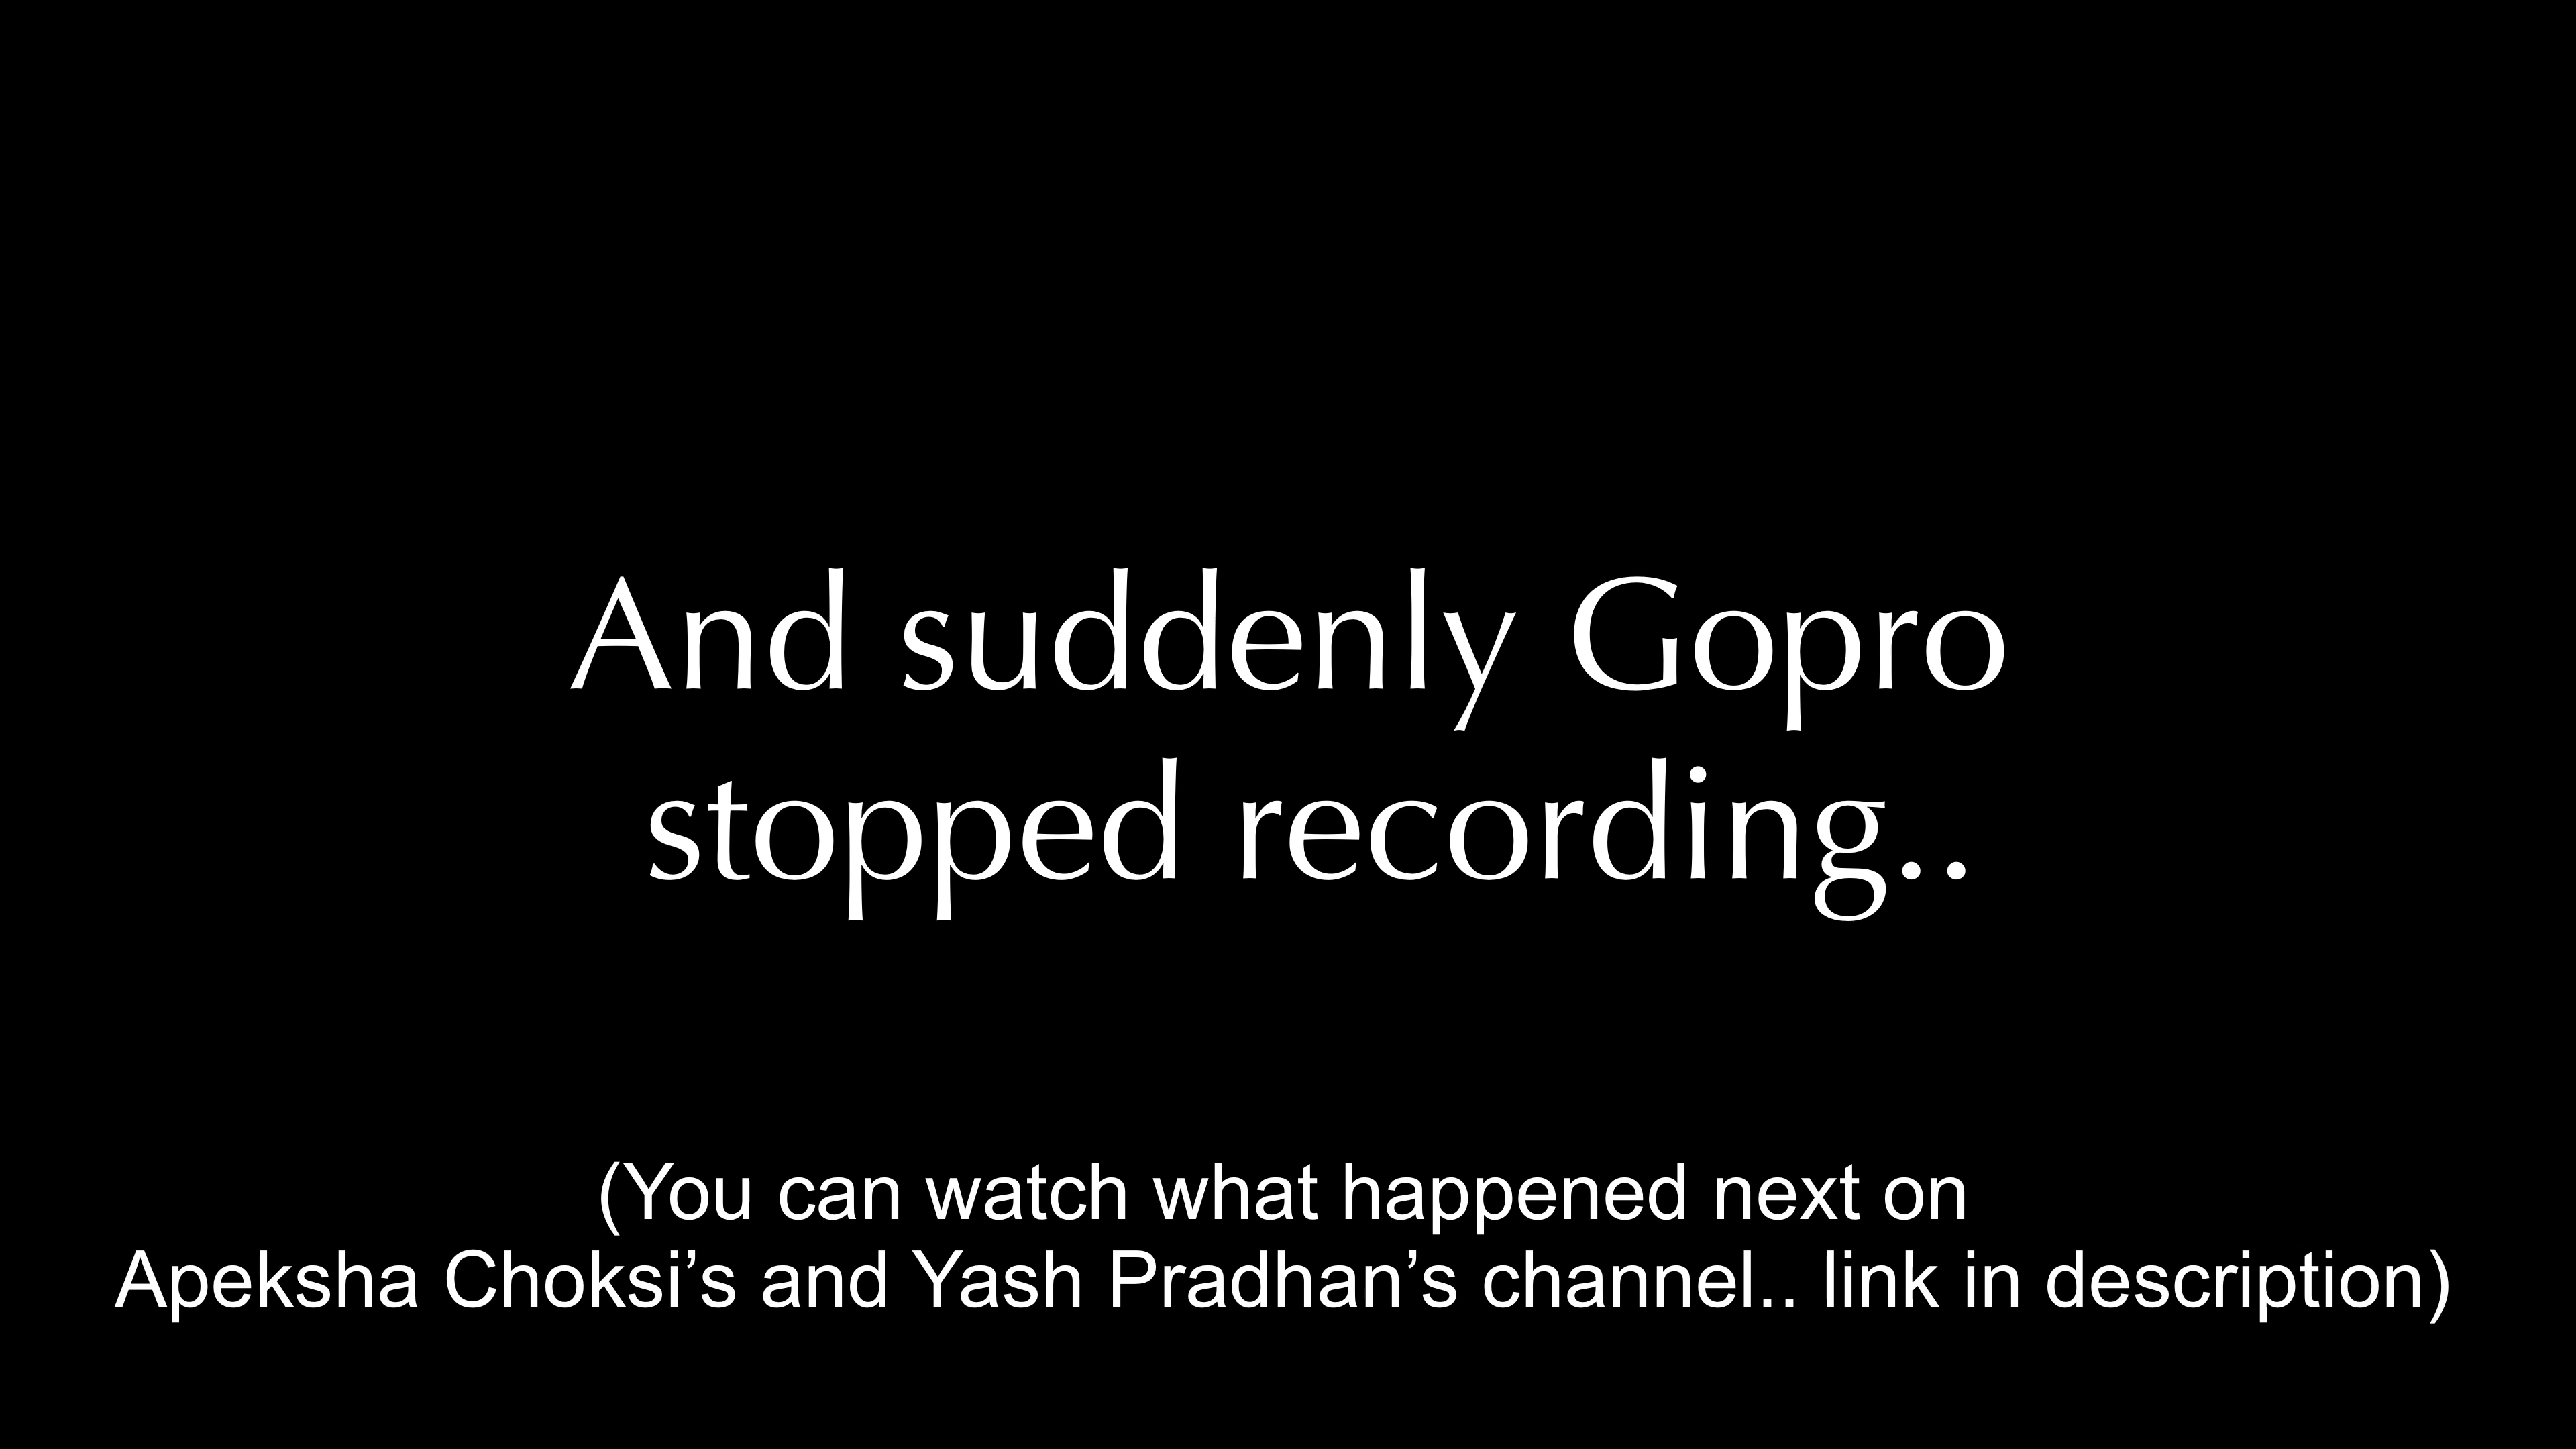 And suddenly Gopro
stopped recording..
(You can watch what happened next on
Apeksha Choksi’s and Yash Pradhan’s channel.. link in description)